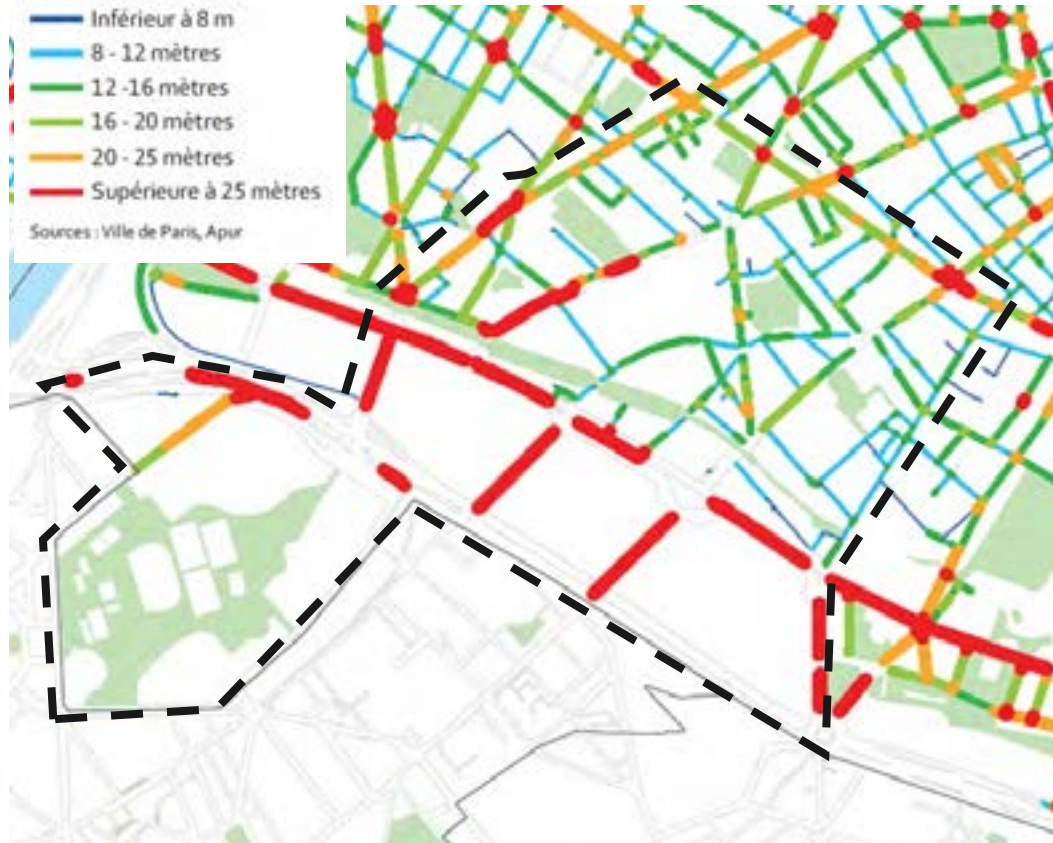 Inférieur à 8 m
8 - 12 mètres
12 -16 mètres
16 - 20 mètres
20 - 25 mètres
Supérieure à 25 mètres
Sources : Ville de Paris, Apur